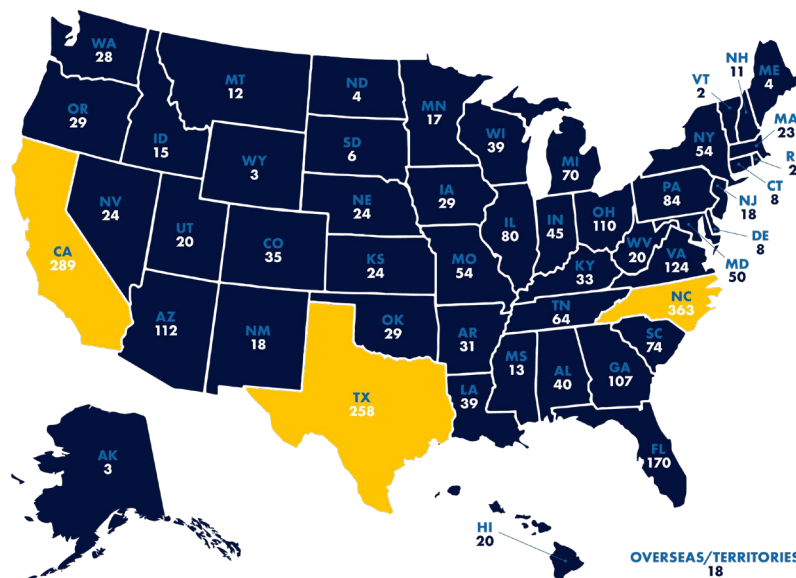 WA
28
MT
12
ND
4
MN
17
VT
2
NH
11
ME
4
OR
29
ID
15
SD
6
WI
39
MI
70
NY
54
MA
23
R
2
CT
8
WY
3
NV
24
UT
20
CO
35
NE
24
IA
29
IL
80
IN
45
OH
110
PA
84
NJ
18
DE
8
MD
50
CA
289
KS
24
MO
54
KY
33
WV
20
VA
124
AZ
112
NM
18
OK
29
AR
31
TN
64
NC
363
SC
74
TX
258
LA
39
MS
13
AL
40
GA
107
FL
170
AK
3
HI
20
OVERSEAS/TERRITORIES
18